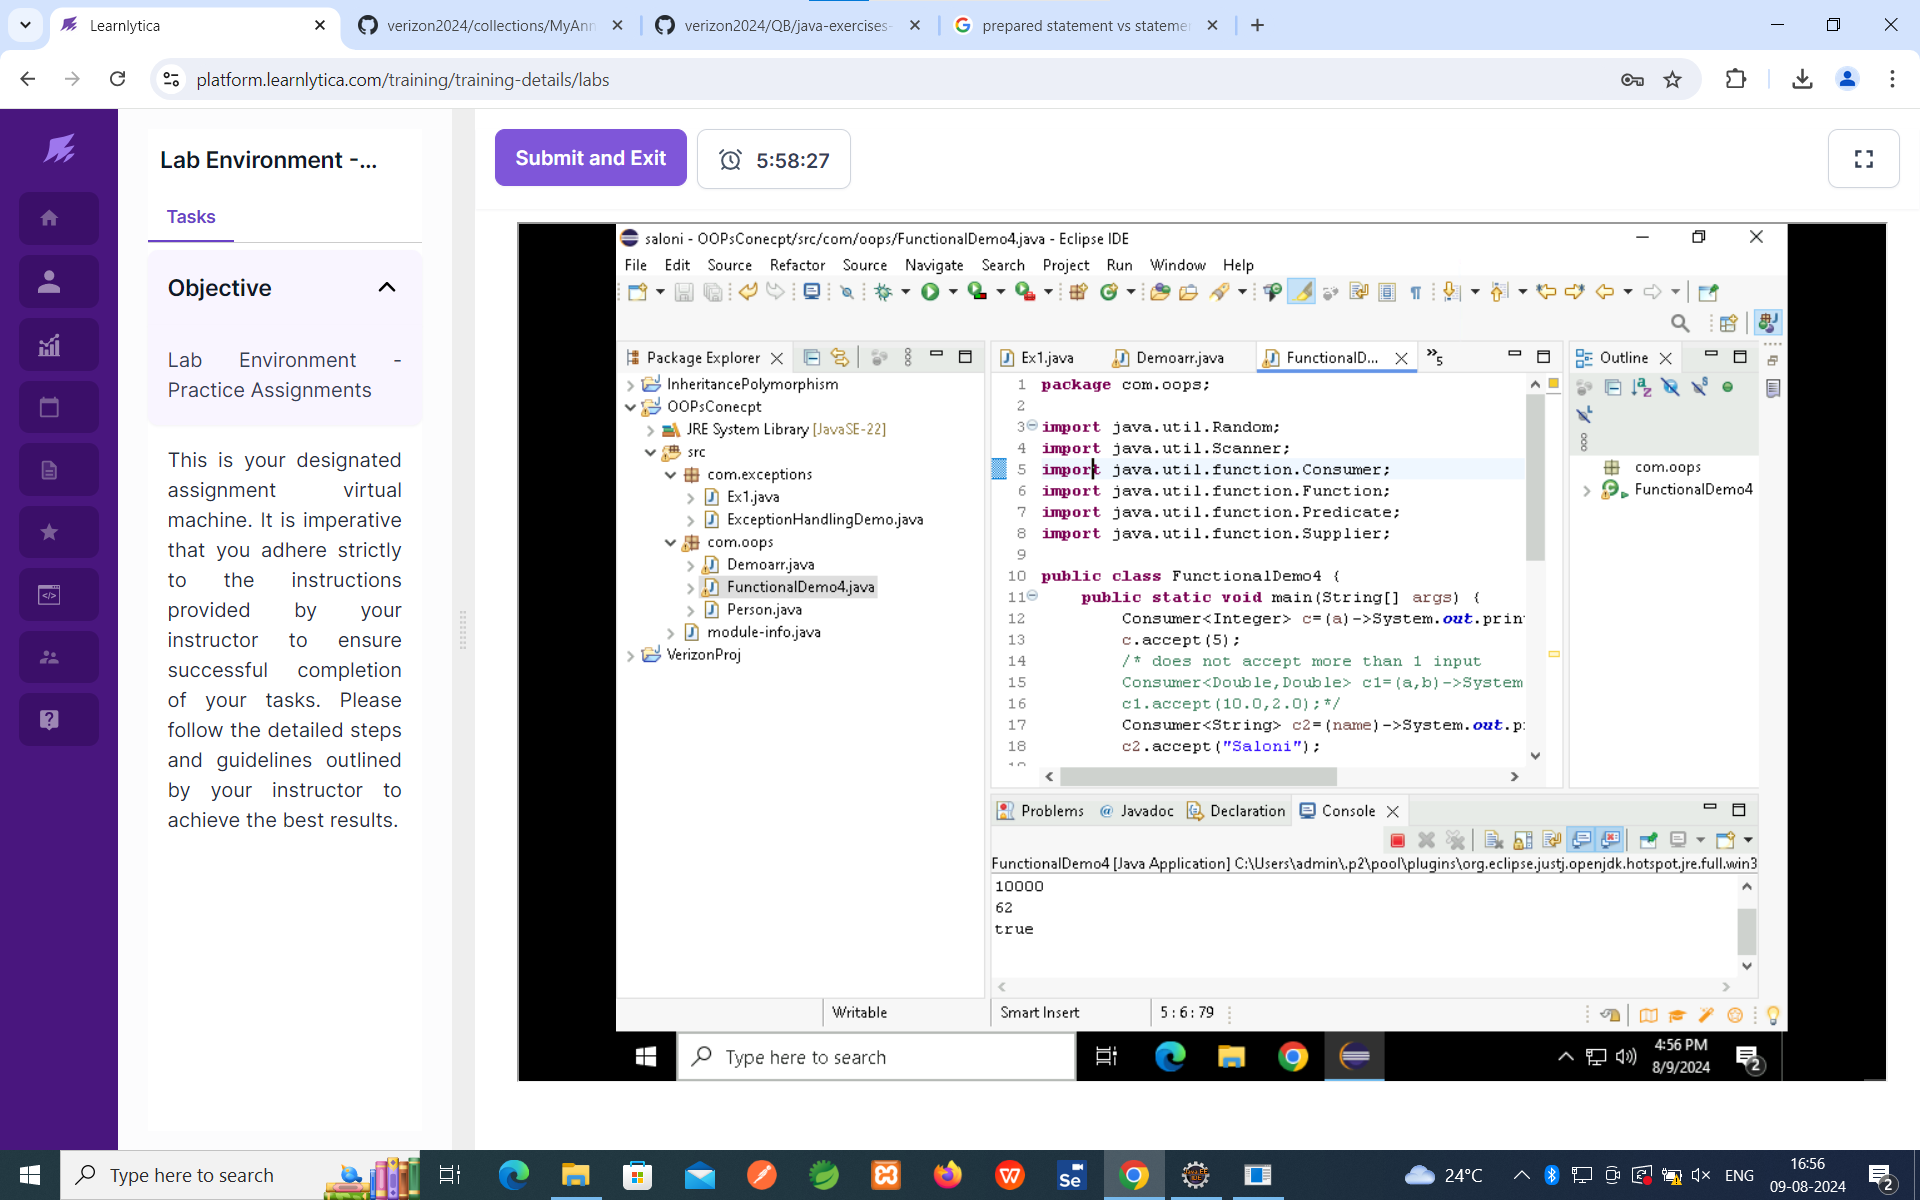 Learnlytica
verizon2024/collections/MyAnn
verizon2024/QB/java-exercises-
prepared statement vs stateme
platform.learnlytica.com/training/training-details/labs
Lab Environment -...
Tasks
Objective
Lab Environment -
Practice Assignments
This is your designated
assignment virtual
machine. It is imperative
that you adhere strictly
to the instructions
provided by your
instructor to ensure
successful completion
of your tasks. Please
follow the detailed steps
and guidelines outlined
by your instructor to
achieve the best results.
Submit and Exit
5:58:27
saloni - OOPsConecpt/src/com/oops/FunctionalDemo4.java - Eclipse IDE
File Edit Source Refactor Source Navigate Search Project Run Window Help
Package Explorer
InheritancePolymorphism
OOPsConecpt
JRE System Library [JavaSE-22]
src
com.exceptions
Ex1.java
ExceptionHandlingDemo.java
com.oops
Demoarr.java
FunctionalDemo4.java
Person.java
module-info.java
VerizonProj
Ex1.java
Demoarr.java
FunctionalD...
»5
1 package com.oops;
2
3 import java.util.Random;
4 import java.util.Scanner;
5 import java.util.function.Consumer;
6 import java.util.function.Function;
7 import java.util.function.Predicate;
8 import java.util.function.Supplier;
9
10 public class FunctionalDemo4 {
11 public static void main(String[] args) {
12 Consumer<Integer> c=(a)->System.out.prin
13 c.accept(5);
14 /* does not accept more than 1 input
15 Consumer<Double,Double> c1=(a,b)->System
16 c1.accept(10.0,2.0);*/
17 Consumer<String> c2=(name)->System.out.p
18 c2.accept("Saloni");
Outline
com.oops
FunctionalDemo4
Problems
@ Javadoc
Declaration
Console
FunctionalDemo4 [Java Application] C:\Users\admin\.p2\pool\plugins\org.eclipse.justj.openjdk.hotspot.jre.full.win3
10000
62
true
Writable
Smart Insert
5 : 6 : 79
Type here to search
4:56 PM
8/9/2024
2
Type here to search
Se
24°C
ENG
16:56
09-08-2024
2